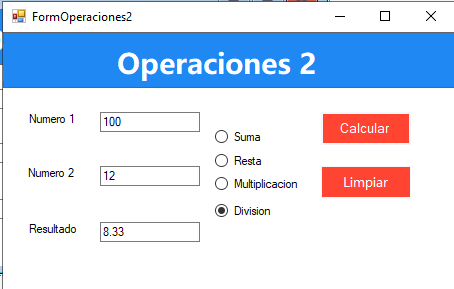 FormOperaciones2
Operaciones 2
Numero 1
100
Numero 2
12
Resultado
8.33
Suma
Resta
Multiplicacion
Division
Calcular
Limpiar